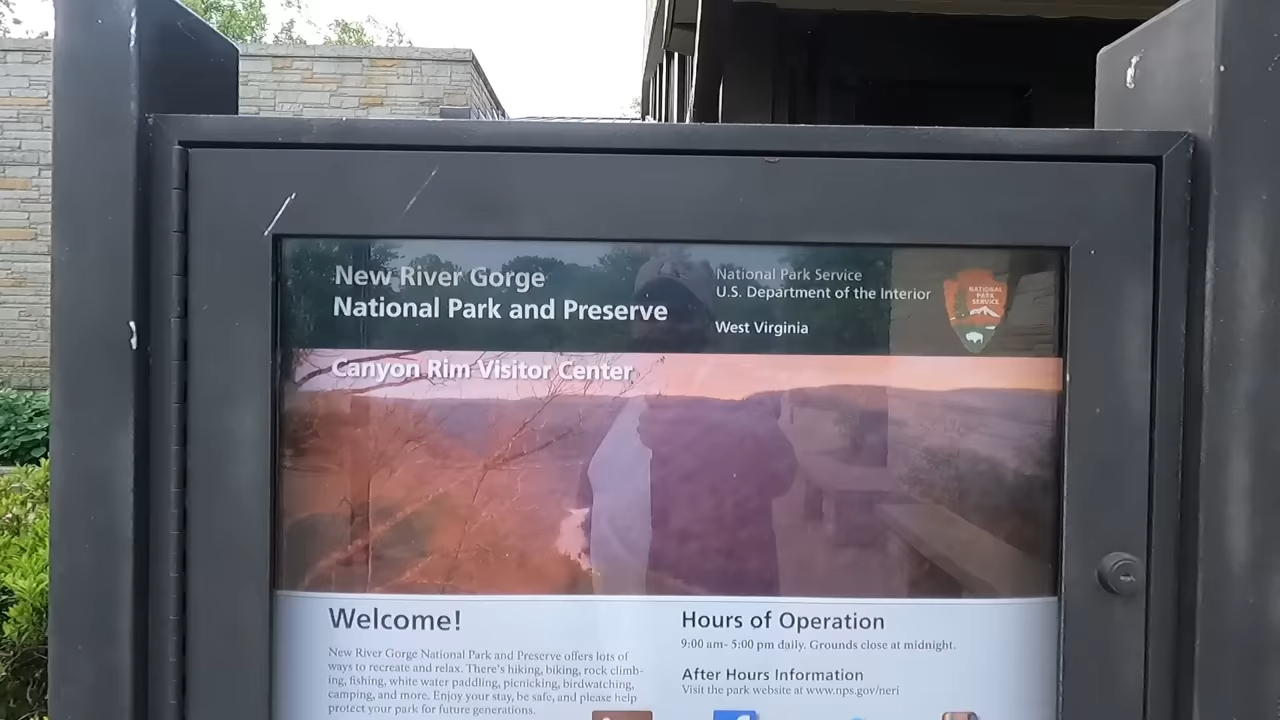 New River Gorge
National Park and Preserve
National Park Service
U.S. Department of the Interior
West Virginia
NATIONAL
PARK
SERVICE
Canyon Rim Visitor Center
Welcome!
New River Gorge National Park and Preserve offers lots of
ways to recreate and relax. There's hiking, biking, rock climb-
ing, fishing, white water paddling, picnicking, birdwatching,
camping, and more. Enjoy your stay, be safe, and please help
protect your park for future generations.
Hours of Operation
9:00 am- 5:00 pm daily. Grounds close at midnight.
After Hours Information
Visit the park website at www.nps.gov/neri